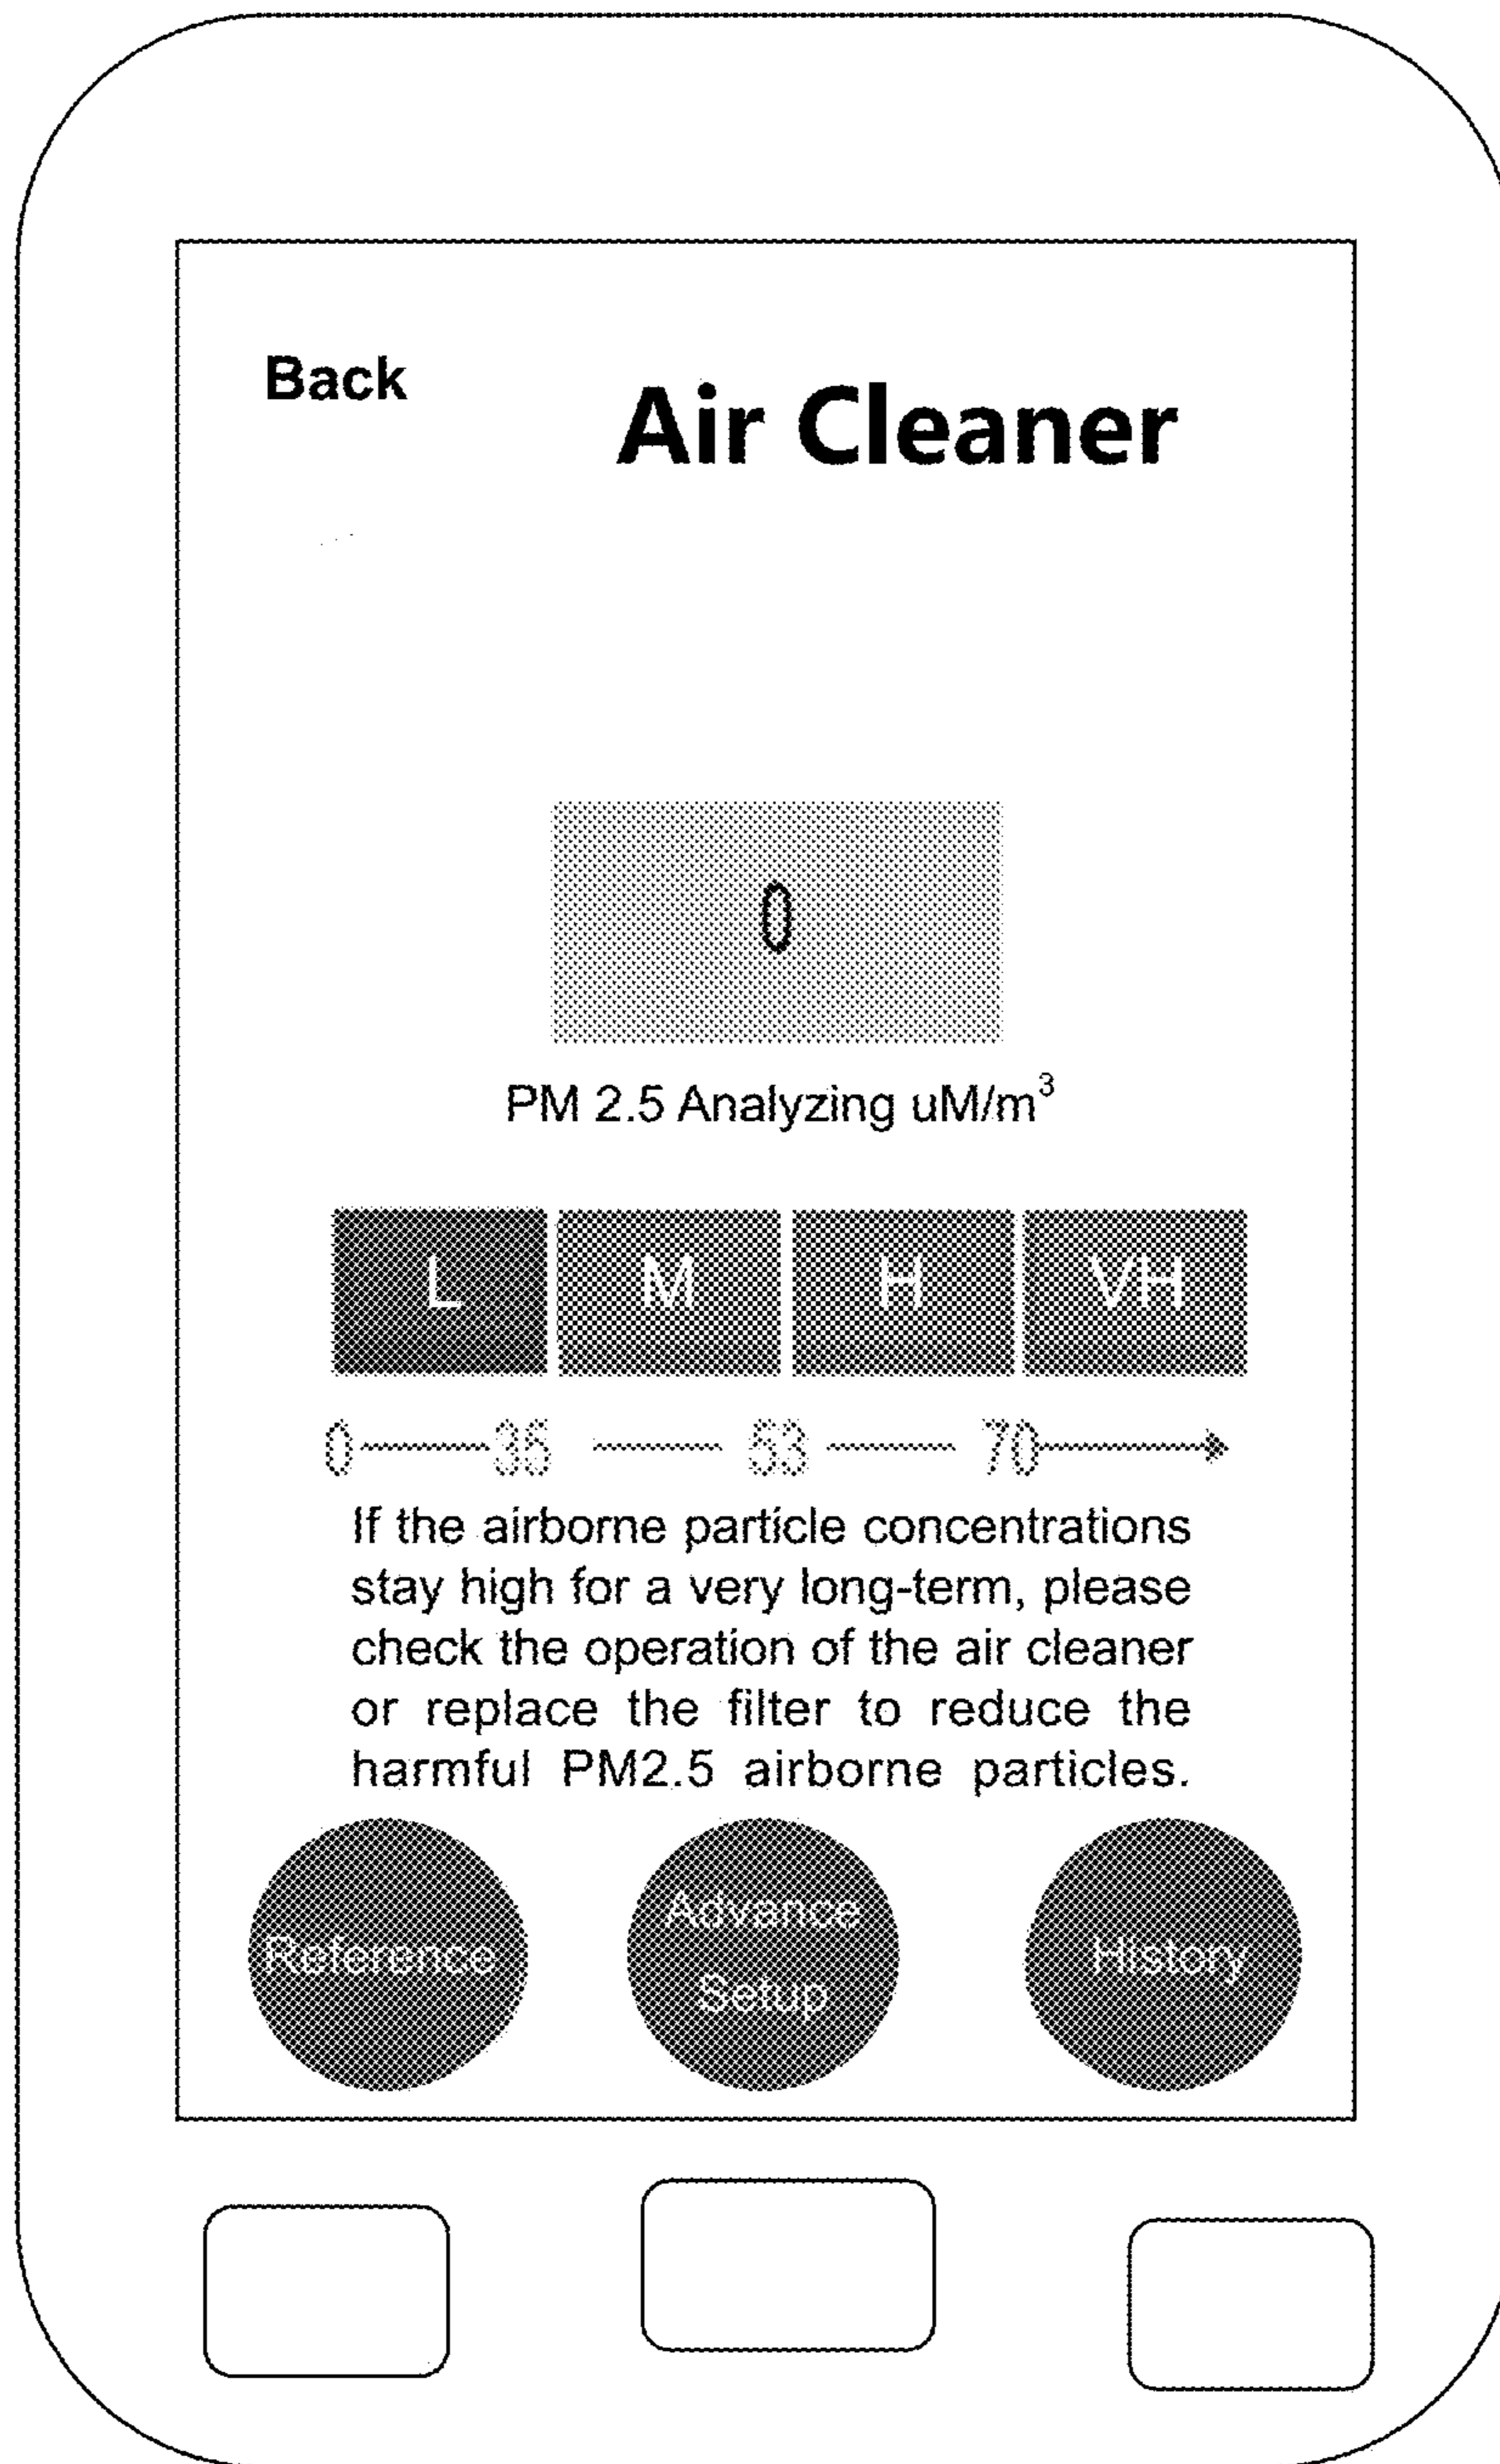 Back
Air Cleaner
0
PM 2.5 Analyzing uM/m³
L M H VH
0 35 53 70
If the airborne particle concentrations
stay high for a very long-term, please
check the operation of the air cleaner
or replace the filter to reduce the
harmful PM2.5 airborne particles.
Reference
Advance
Setup
History